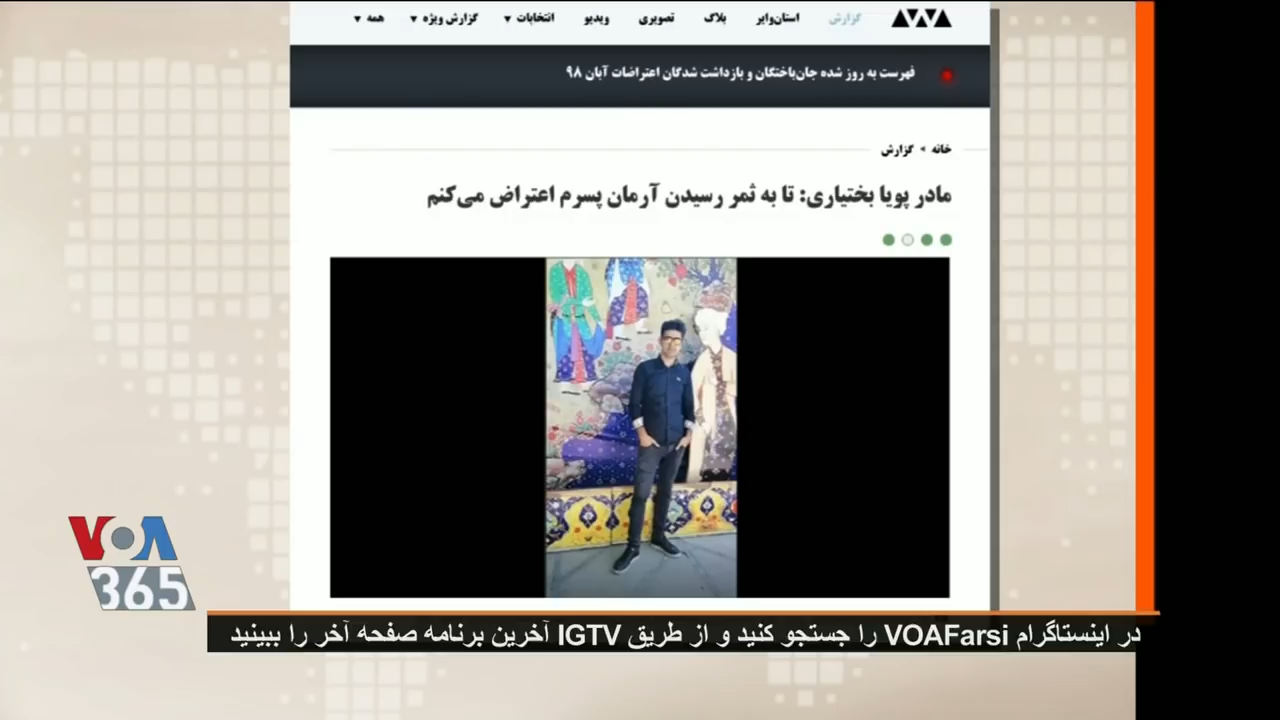 گزارش استان‌وایر بلاگ تصویری ویدیو انتخابات گزارش ویژه همه
فهرست به روز شده جان‌باختگان و بازداشت شدگان اعتراضات آبان ۹۸
خانه گزارش
مادر پویا بختیاری: تا به ثمر رسیدن آرمان پسرم اعتراض می‌کنم
VOA
365
در اینستاگرام VOAFarsi را جستجو کنید و از طریق IGTV آخرین برنامه صفحه آخر را ببینید